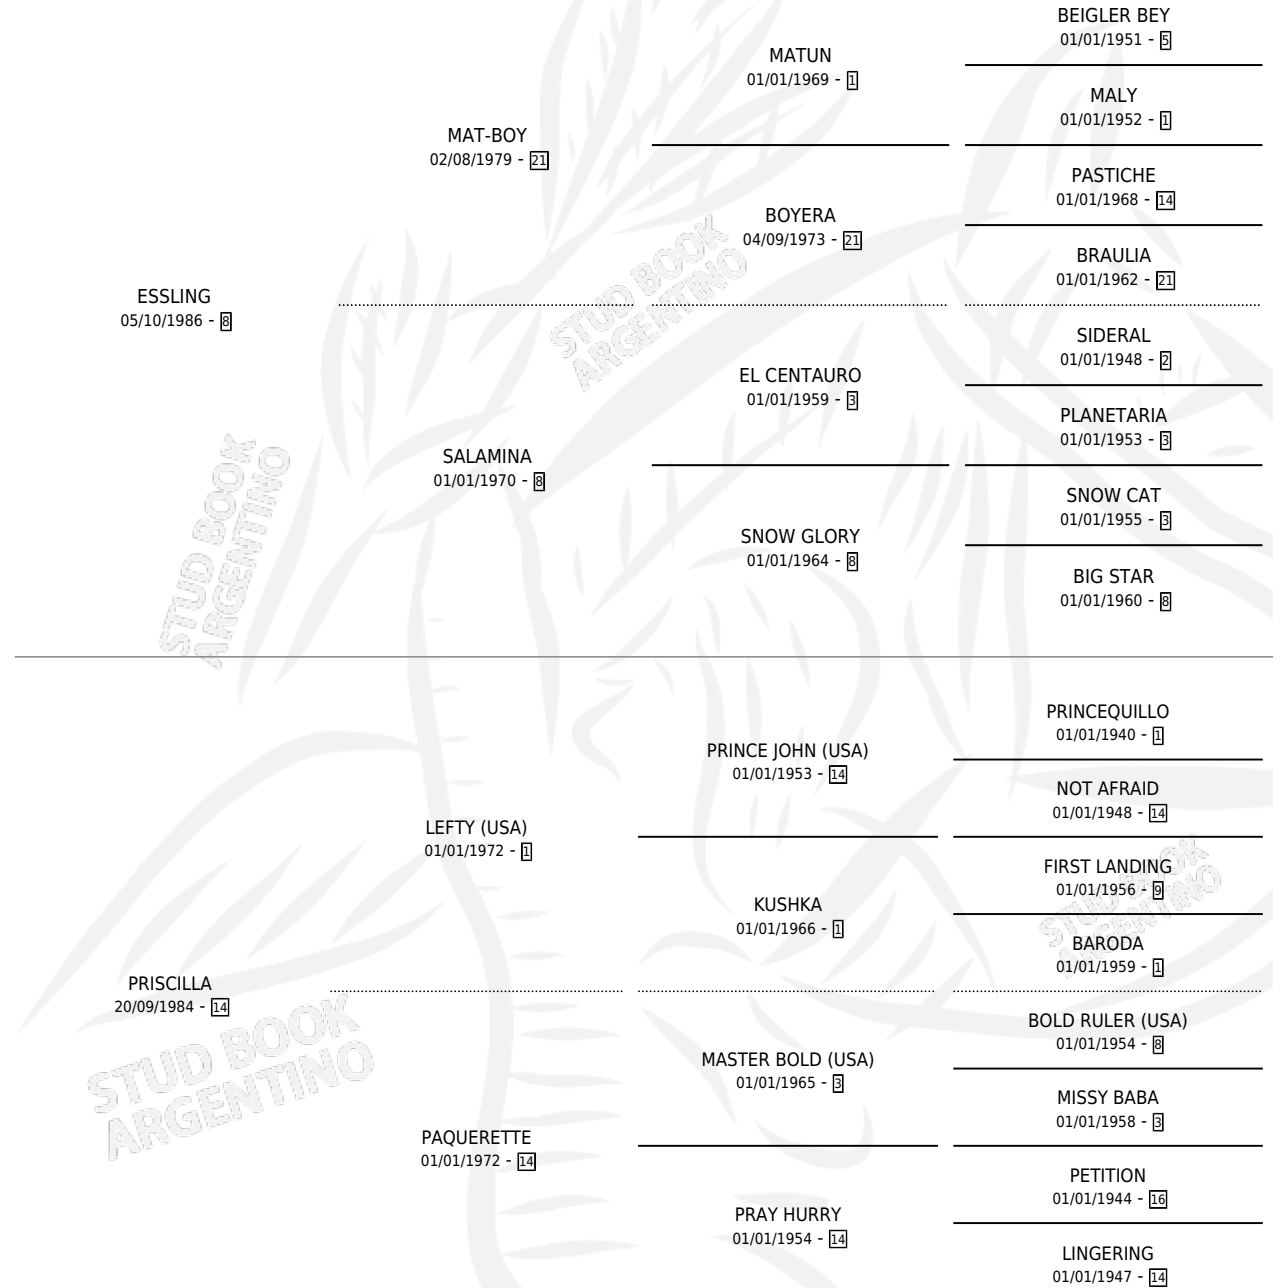 BEIGLER BEY
01/01/1951 - 5
MATUN
01/01/1969 - 1
MALY
01/01/1952 - 1
MAT-BOY
02/08/1979 - 21
PASTICHE
01/01/1968 - 14
BOYERA
04/09/1973 - 21
BRAULIA
01/01/1962 - 21
ESSLING
05/10/1986 - 8
SIDERAL
01/01/1948 - 2
EL CENTAURO
01/01/1959 - 3
PLANETARIA
01/01/1953 - 3
SALAMINA
01/01/1970 - 8
SNOW CAT
01/01/1955 - 3
SNOW GLORY
01/01/1964 - 8
BIG STAR
01/01/1960 - 8
STUD BOOK
ARGENTINO
STUD BOOK
ARGENTINO
PRINCEQUILLO
01/01/1940 - 1
PRINCE JOHN (USA)
01/01/1953 - 14
NOT AFRAID
01/01/1948 - 14
LEFTY (USA)
01/01/1972 - 1
FIRST LANDING
01/01/1956 - 9
KUSHKA
01/01/1966 - 1
BARODA
01/01/1959 - 1
PRISCILLA
20/09/1984 - 14
BOLD RULER (USA)
01/01/1954 - 8
MASTER BOLD (USA)
01/01/1965 - 3
MISSY BABA
01/01/1958 - 3
PAQUERETTE
01/01/1972 - 14
PETITION
01/01/1944 - 16
PRAY HURRY
01/01/1954 - 14
LINGERING
01/01/1947 - 14
STUD BOOK
ARGENTINO
STUD BOOK
ARGENTINO